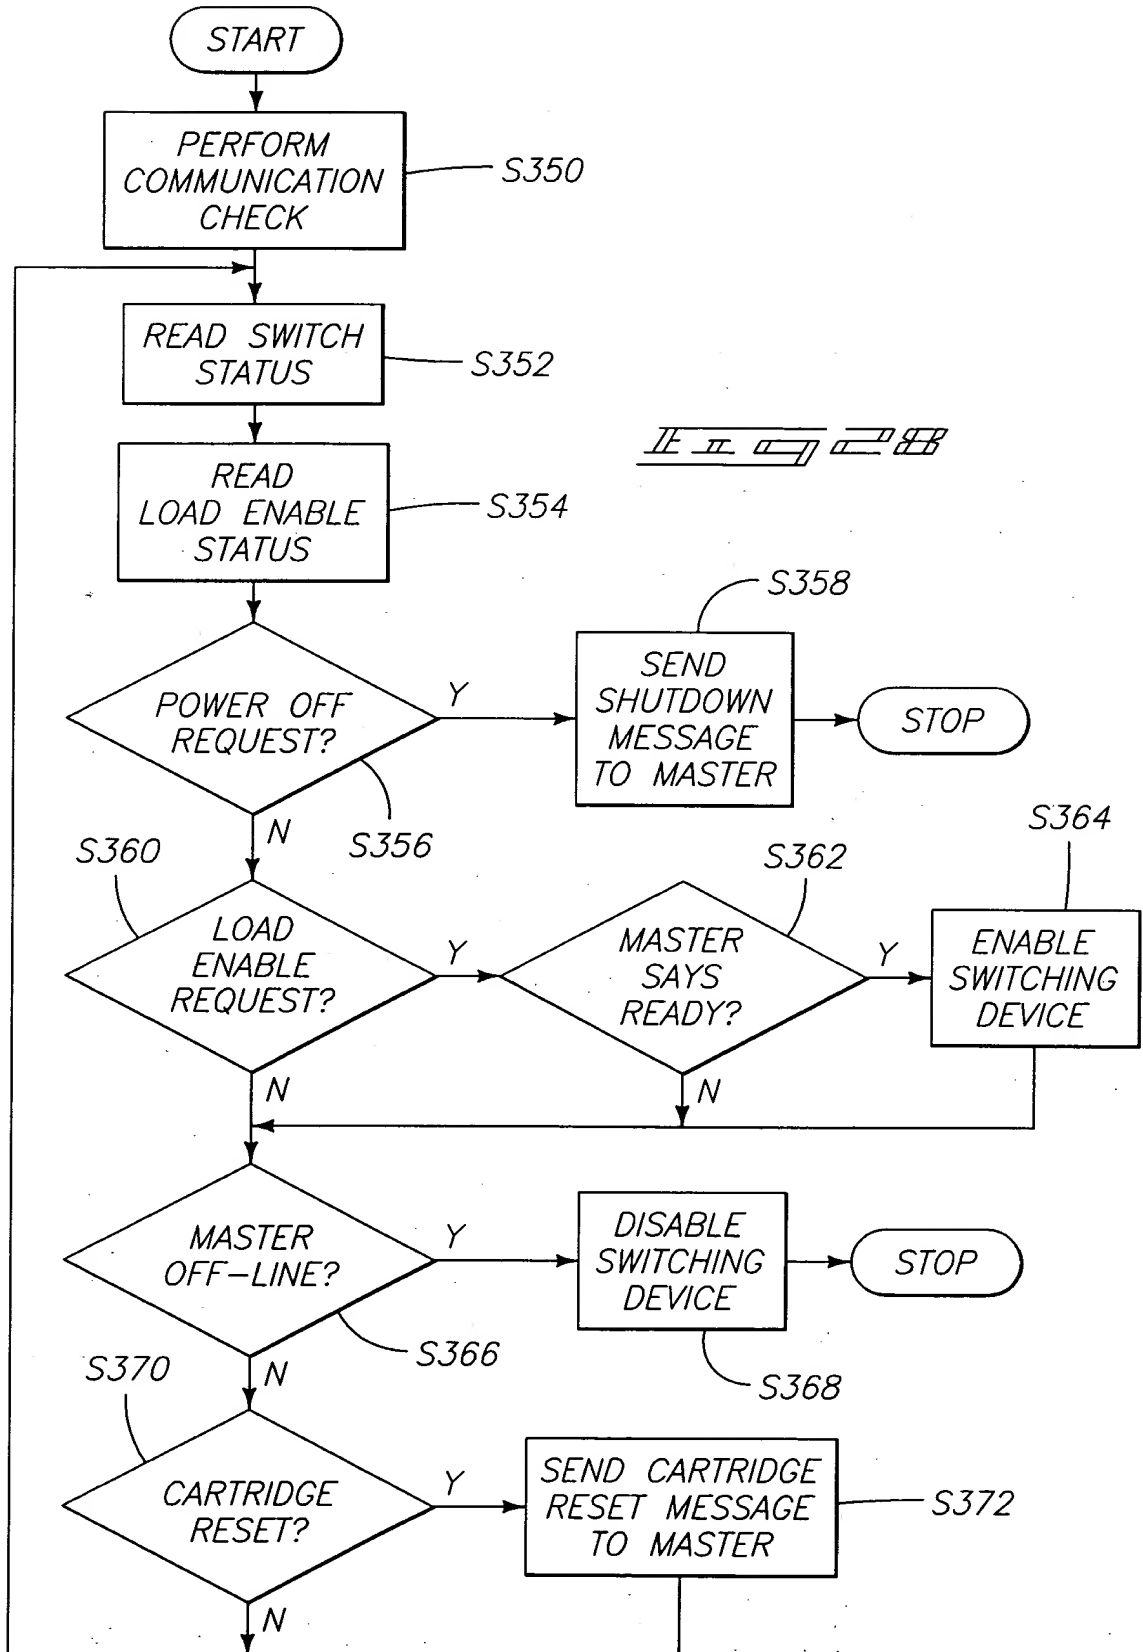 START
PERFORM
COMMUNICATION
CHECK
S350
READ SWITCH
STATUS
S352
READ
LOAD ENABLE
STATUS
S354
Fig 28
POWER OFF
REQUEST?
S356
Y
N
SEND
SHUTDOWN
MESSAGE
TO MASTER
S358
STOP
LOAD
ENABLE
REQUEST?
S360
Y
N
MASTER
SAYS
READY?
S362
Y
N
ENABLE
SWITCHING
DEVICE
S364
MASTER
OFF-LINE?
S366
Y
N
DISABLE
SWITCHING
DEVICE
S368
STOP
CARTRIDGE
RESET?
S370
Y
N
SEND CARTRIDGE
RESET MESSAGE
TO MASTER
S372